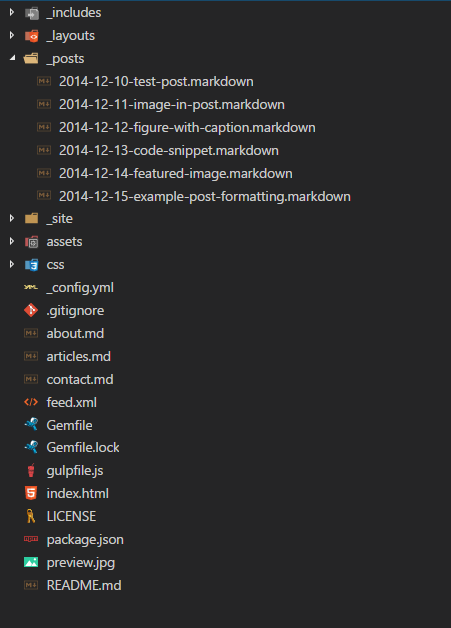 _includes
_layouts
_posts
2014-12-10-test-post.markdown
2014-12-11-image-in-post.markdown
2014-12-12-figure-with-caption.markdown
2014-12-13-code-snippet.markdown
2014-12-14-featured-image.markdown
2014-12-15-example-post-formatting.markdown
_site
assets
css
_config.yml
.gitignore
about.md
articles.md
contact.md
feed.xml
Gemfile
Gemfile.lock
gulpfile.js
index.html
LICENSE
package.json
preview.jpg
README.md